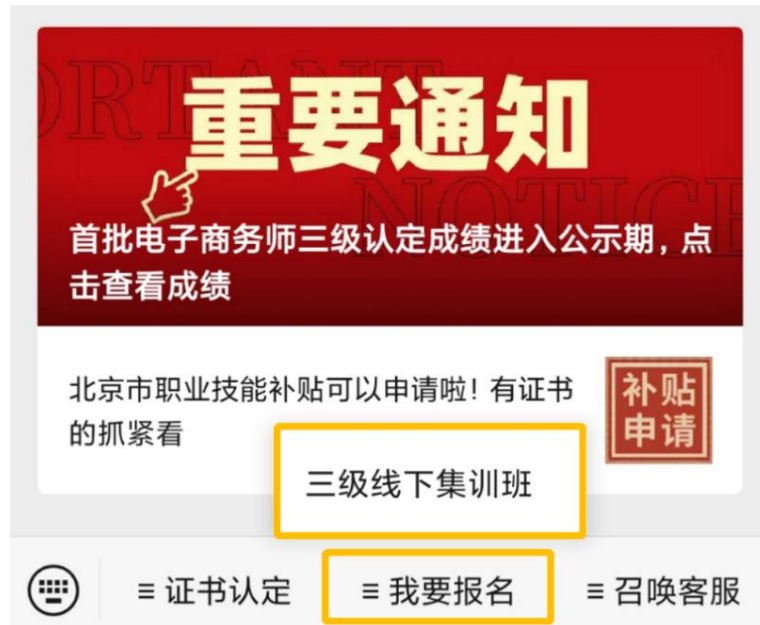 IMPORTANT
重要通知
NOTICE
首批电子商务师三级认定成绩进入公示期，点
击查看成绩
北京市职业技能补贴可以申请啦！有证书
的抓紧看
补贴
申请
三级线下集训班
≡ 证书认定
≡ 我要报名
≡ 召唤客服